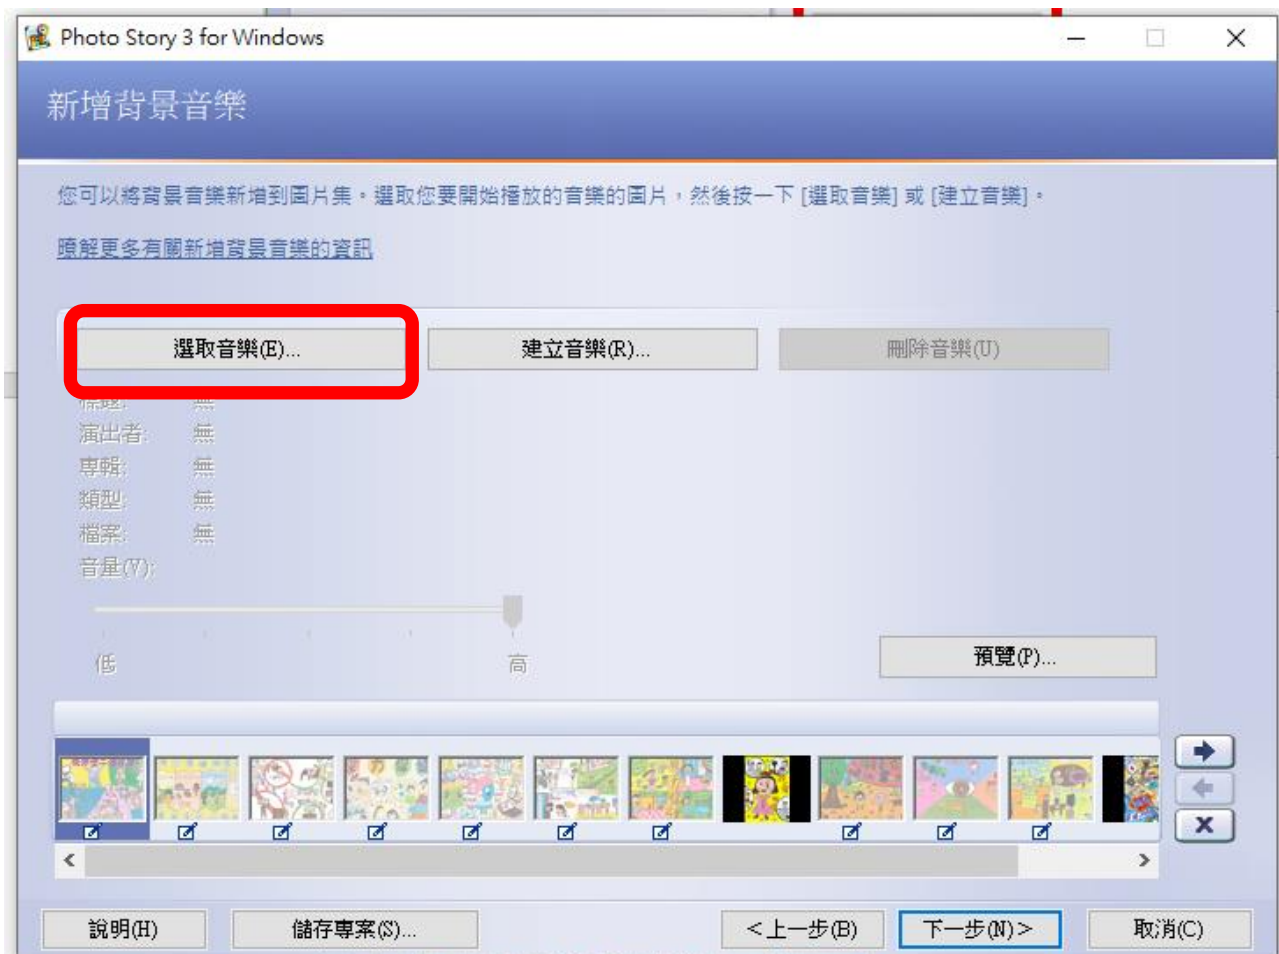 Photo Story 3 for Windows
新增背景音樂
您可以將背景音樂新增到圖片集。選取您要開始播放的音樂的圖片，然後按一下 [選取音樂] 或 [建立音樂]。
瞭解更多有關新增背景音樂的資訊
選取音樂(E)... 建立音樂(R)... 刪除音樂(U)
標題: 無
演出者: 無
專輯: 無
類型: 無
檔案: 無
音量(V):
低 高
預覽(P)...
說明(H) 儲存專案(S)... <上一步(B) 下一步(N)> 取消(C)